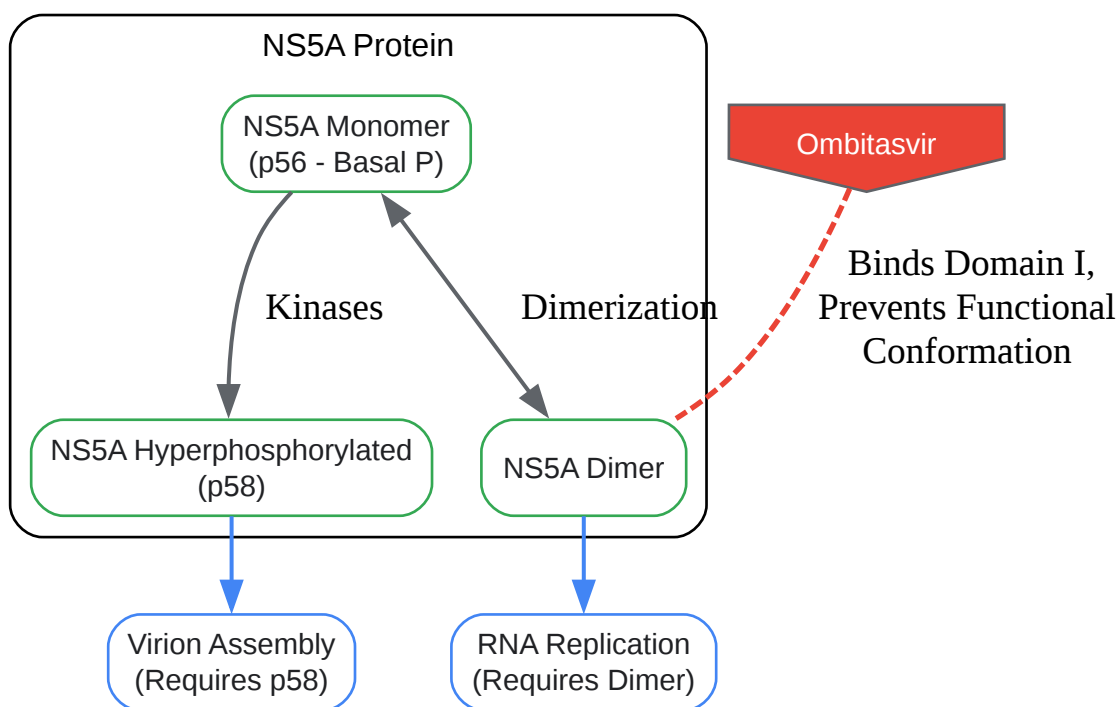 NS5A Protein
NS5A Monomer
(p56 - Basal P)
Ombitasvir
Binds Domain I,
Prevents Functional
Conformation
Kinases
Dimerization
NS5A Hyperphosphorylated
(p58)
NS5A Dimer
Virion Assembly
(Requires p58)
RNA Replication
(Requires Dimer)